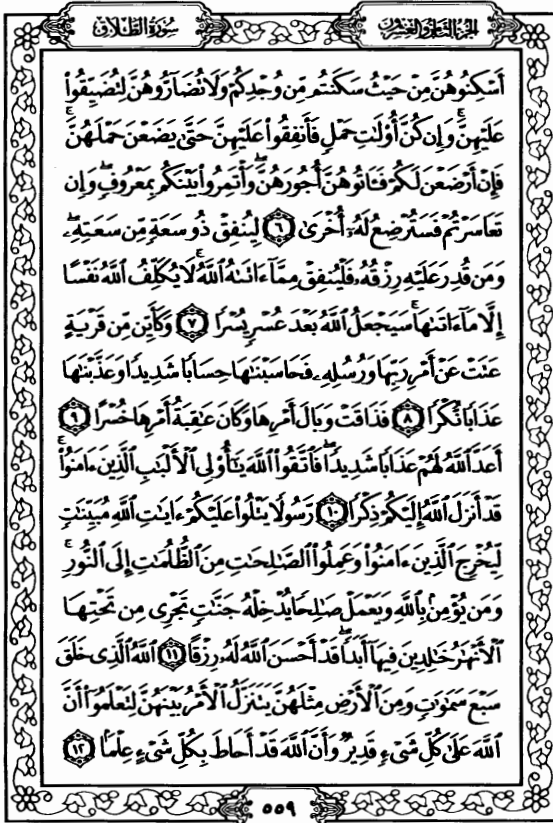 الجزء الثامن والعشرون
سورة الطلاق
أَسْكِنُوهُنَّ مِنْ حَيْثُ سَكَنتُم مِّن وُجْدِكُمْ وَلَا تُضَآرُّوهُنَّ لِتُضَيِّقُوا۟
عَلَيْهِنَّ ۚ وَإِن كُنَّ أُو۟لَٰتِ حَمْلٍ فَأَنفِقُوا۟ عَلَيْهِنَّ حَتَّىٰ يَضَعْنَ حَمْلَهُنَّ ۚ
فَإِنْ أَرْضَعْنَ لَكُمْ فَـَٔاتُوهُنَّ أُجُورَهُنَّ ۖ وَأْتَمِرُوا۟ بَيْنَكُم بِمَعْرُوفٍ ۖ وَإِن
تَعَاسَرْتُمْ فَسَتُرْضِعُ لَهُۥٓ أُخْرَىٰ ٦ لِيُنفِقْ ذُو سَعَةٍ مِّن سَعَتِهِۦ ۖ
وَمَن قُدِرَ عَلَيْهِ رِزْقُهُۥ فَلْيُنفِقْ مِمَّآ ءَاتَىٰهُ ٱللَّهُ ۚ لَا يُكَلِّفُ ٱللَّهُ نَفْسًا
إِلَّا مَآ ءَاتَىٰهَا ۚ سَيَجْعَلُ ٱللَّهُ بَعْدَ عُسْرٍ يُسْرًا ٧ وَكَأَيِّن مِّن قَرْيَةٍ
عَتَتْ عَنْ أَمْرِ رَبِّهَا وَرُسُلِهِۦ فَحَاسَبْنَٰهَا حِسَابًا شَدِيدًا وَعَذَّبْنَٰهَا
عَذَابًا نُّكْرًا ٨ فَذَاقَتْ وَبَالَ أَمْرِهَا وَكَانَ عَٰقِبَةُ أَمْرِهَا خُسْرًا ٩
أَعَدَّ ٱللَّهُ لَهُمْ عَذَابًا شَدِيدًا ۖ فَٱتَّقُوا۟ ٱللَّهَ يَٰٓأُو۟لِى ٱلْأَلْبَٰبِ ٱلَّذِينَ ءَامَنُوا۟ ۚ
قَدْ أَنزَلَ ٱللَّهُ إِلَيْكُمْ ذِكْرًا ١٠ رَّسُولًا يَتْلُوا۟ عَلَيْكُمْ ءَايَٰتِ ٱللَّهِ مُبَيِّنَٰتٍ
لِّيُخْرِجَ ٱلَّذِينَ ءَامَنُوا۟ وَعَمِلُوا۟ ٱلصَّٰلِحَٰتِ مِنَ ٱلظُّلُمَٰتِ إِلَى ٱلنُّورِ ۚ
وَمَن يُؤْمِنۢ بِٱللَّهِ وَيَعْمَلْ صَٰلِحًا يُدْخِلْهُ جَنَّٰتٍ تَجْرِى مِن تَحْتِهَا
ٱلْأَنْهَٰرُ خَٰلِدِينَ فِيهَآ أَبَدًا ۖ قَدْ أَحْسَنَ ٱللَّهُ لَهُۥ رِزْقًا ١١ ٱللَّهُ ٱلَّذِى خَلَقَ
سَبْعَ سَمَٰوَٰتٍ وَمِنَ ٱلْأَرْضِ مِثْلَهُنَّ يَتَنَزَّلُ ٱلْأَمْرُ بَيْنَهُنَّ لِتَعْلَمُوٓا۟ أَنَّ
ٱللَّهَ عَلَىٰ كُلِّ شَىْءٍ قَدِيرٌ وَأَنَّ ٱللَّهَ قَدْ أَحَاطَ بِكُلِّ شَىْءٍ عِلْمًۢا ١٢
٥٥٩